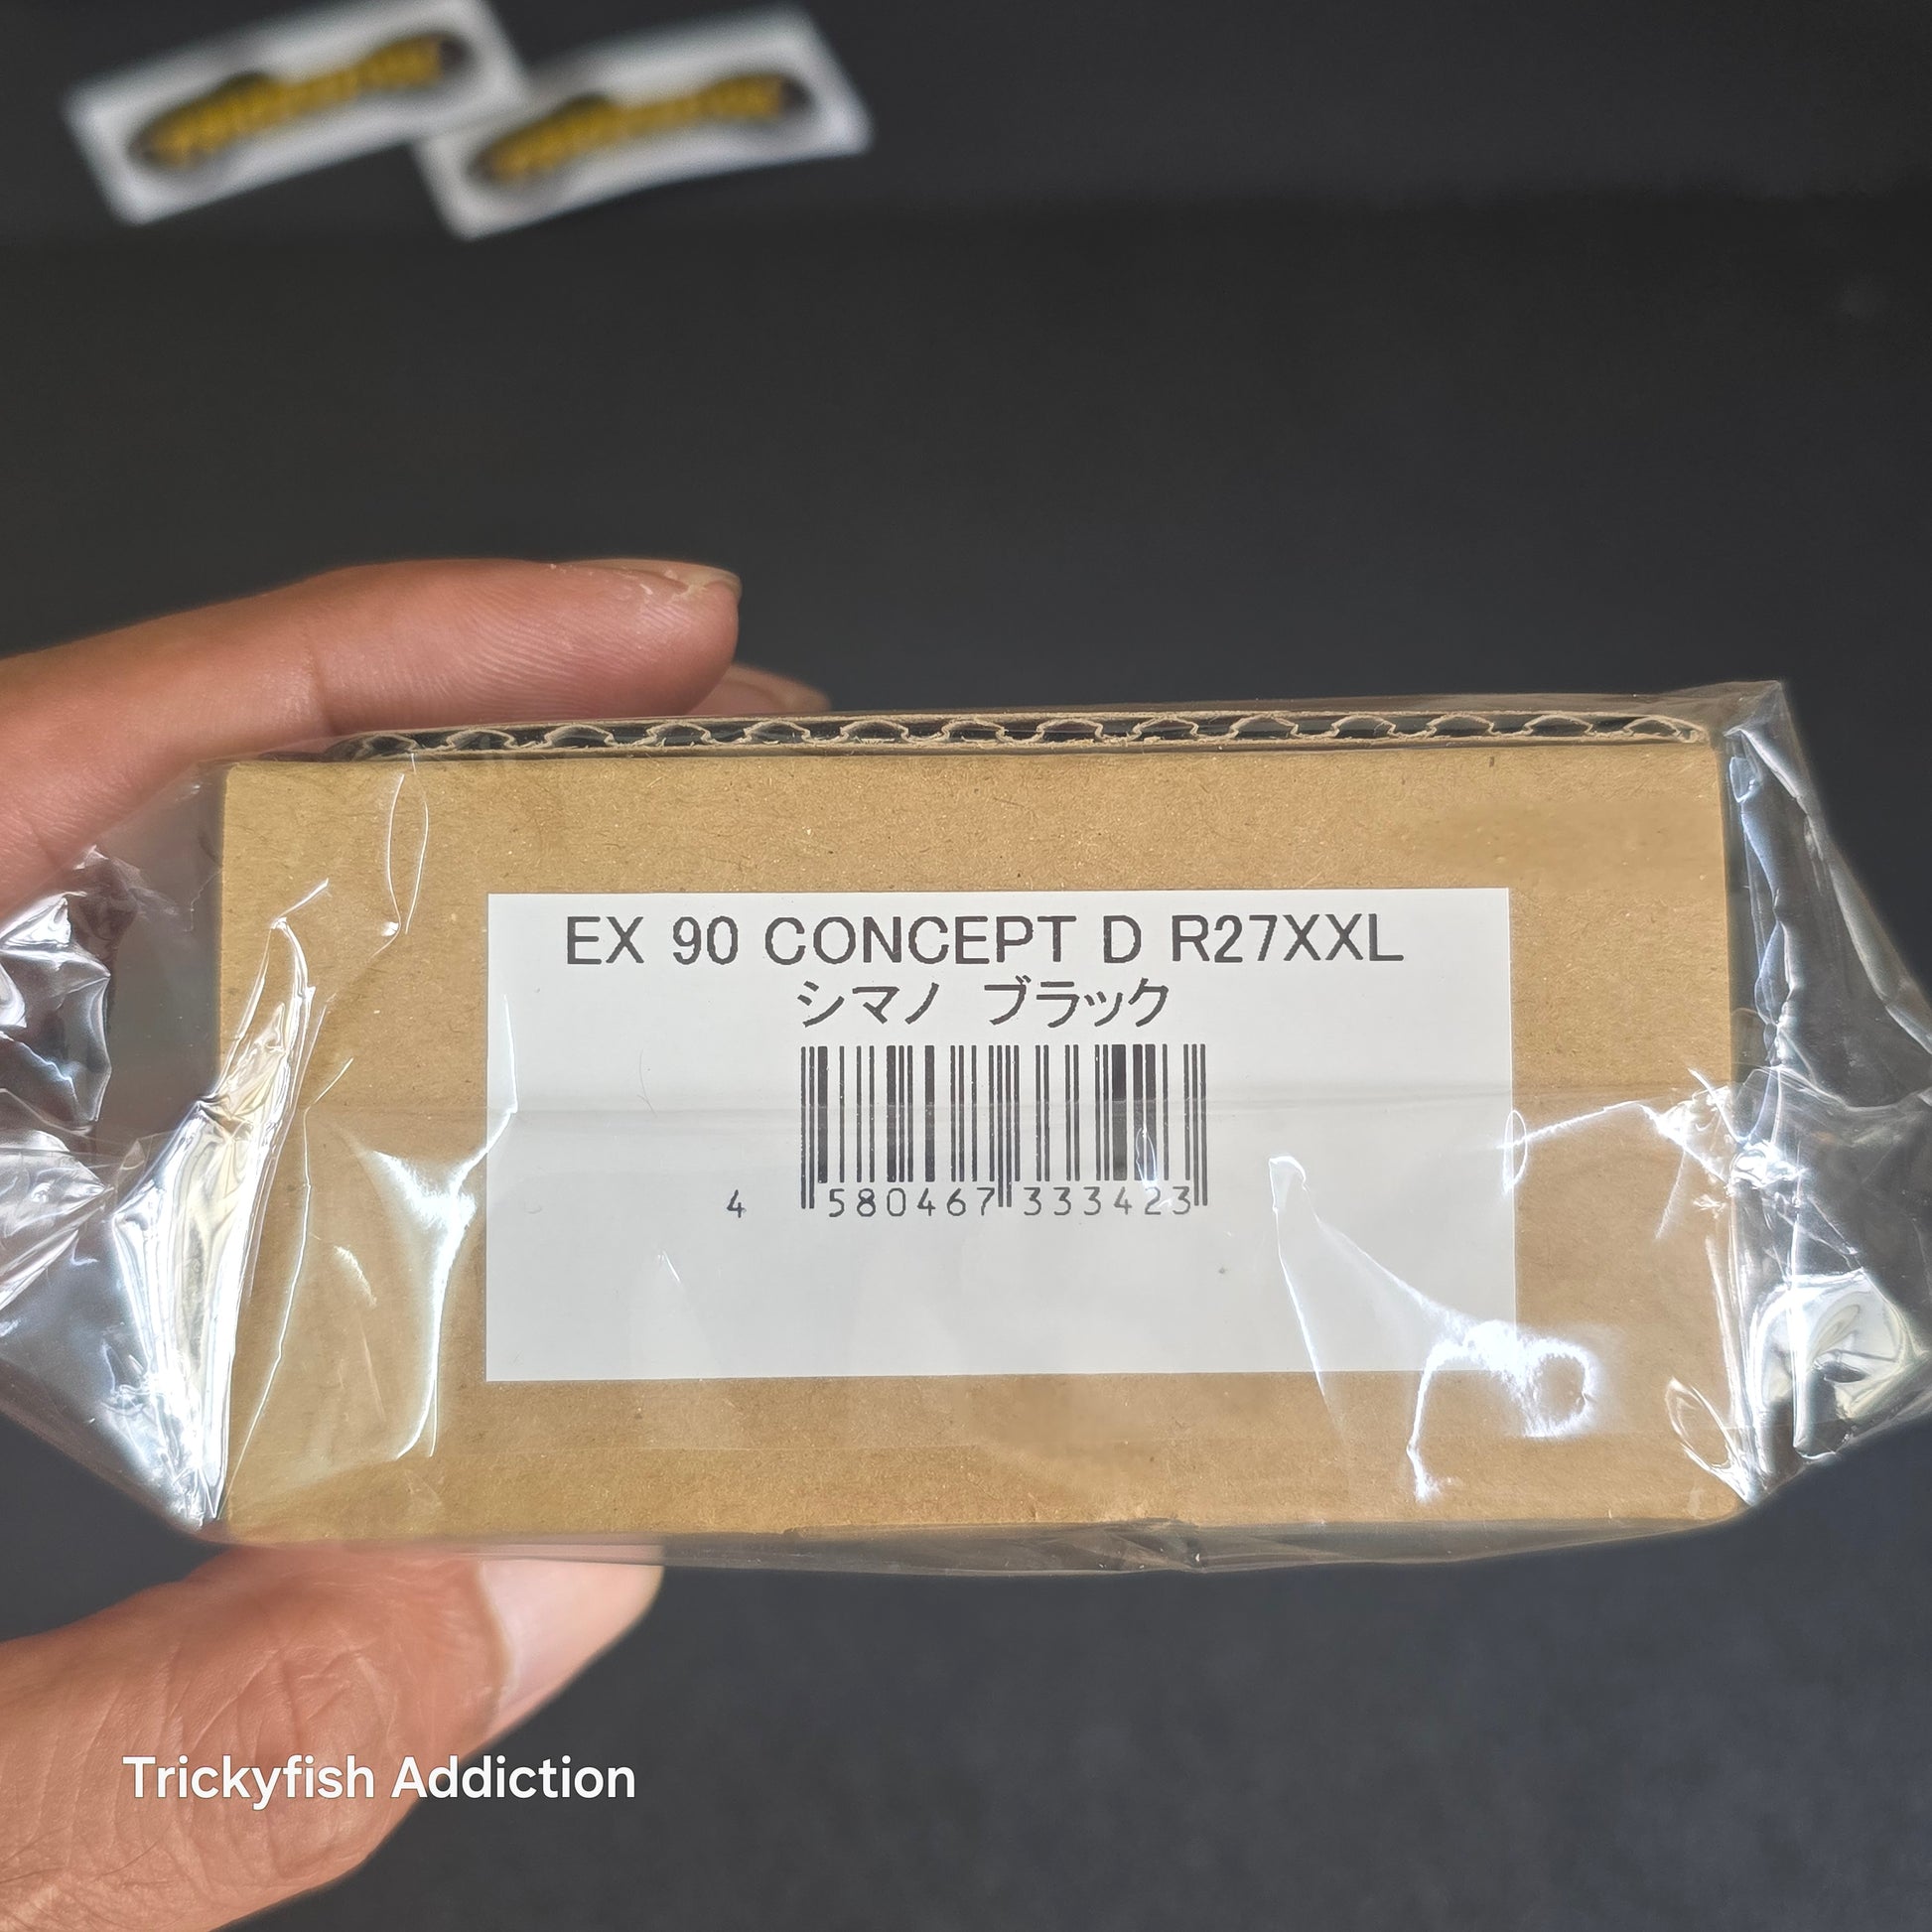 EX 90 CONCEPT D R27XXL
シマノ ブラック
4 580467 333423
Trickyfish Addiction